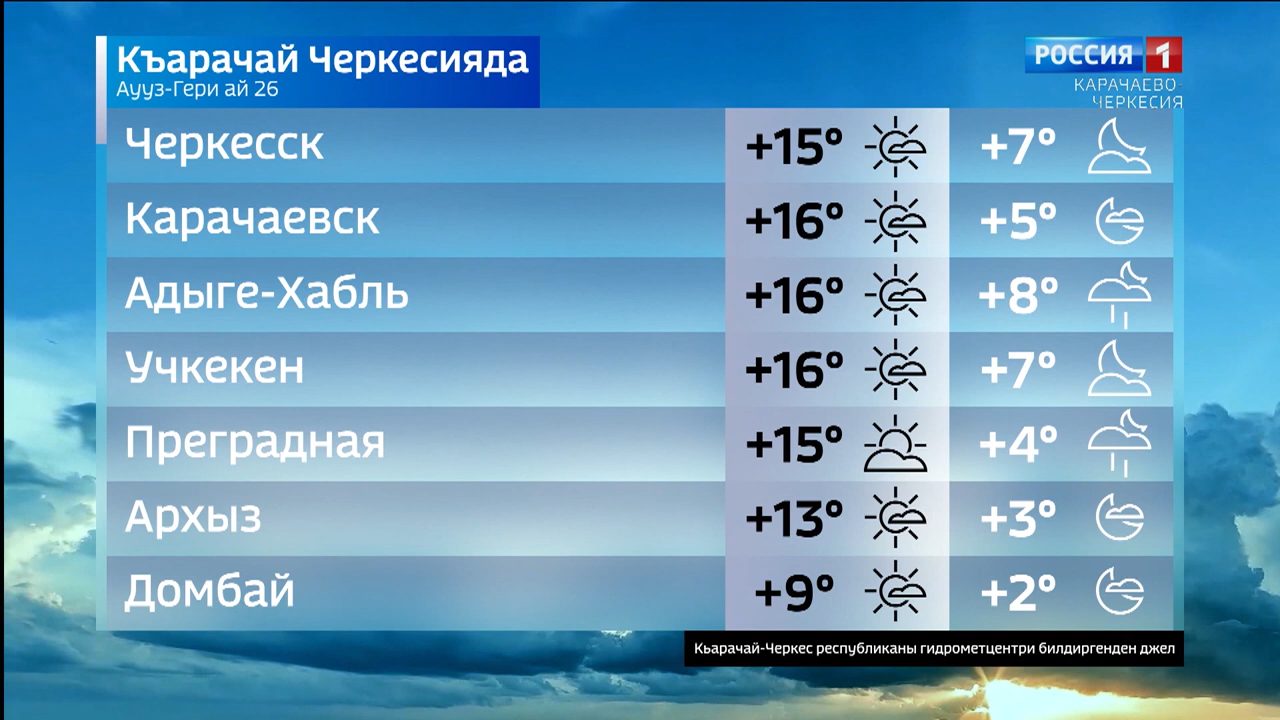 Къарачай Черкесияда
Аууз-Гери ай 26
РОССИЯ 1
КАРАЧАЕВО-
ЧЕРКЕСИЯ
Черкесск +15° +7°
Карачаевск +16° +5°
Адыге-Хабль +16° +8°
Учкекен +16° +7°
Преградная +15° +4°
Архыз +13° +3°
Домбай +9° +2°
Кьарачай-Черкес республиканы гидрометцентри билдиргенден джел